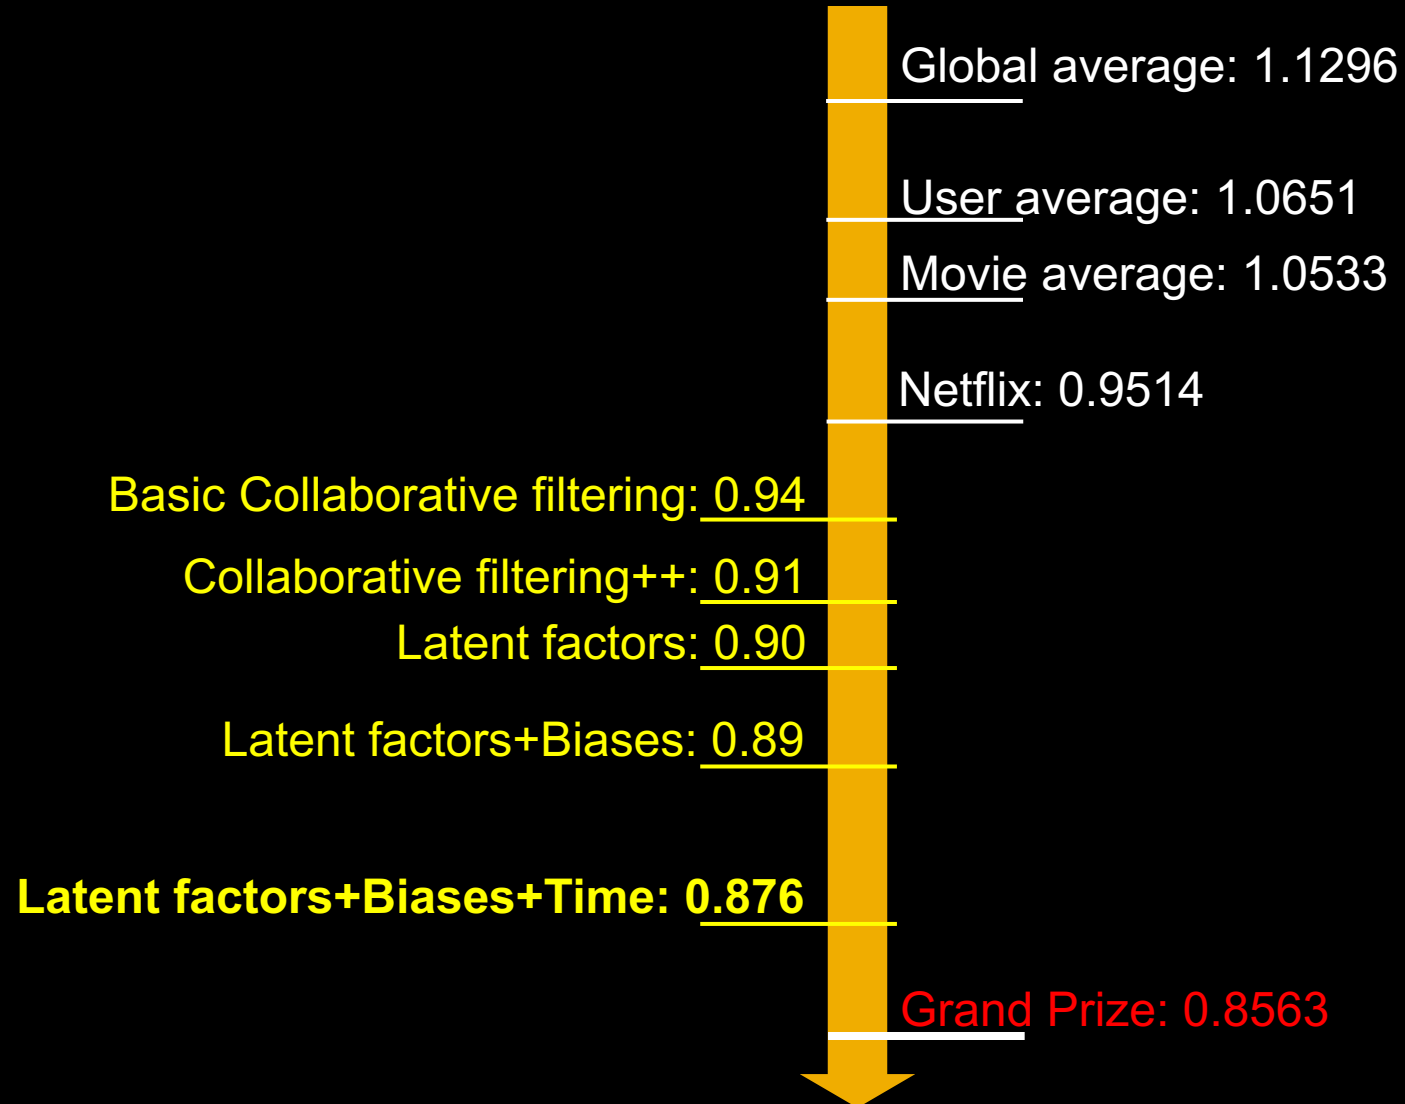 Global average: 1.1296
User average: 1.0651
Movie average: 1.0533
Netflix: 0.9514
Basic Collaborative filtering: 0.94
Collaborative filtering++: 0.91
Latent factors: 0.90
Latent factors+Biases: 0.89
Latent factors+Biases+Time: 0.876
Grand Prize: 0.8563